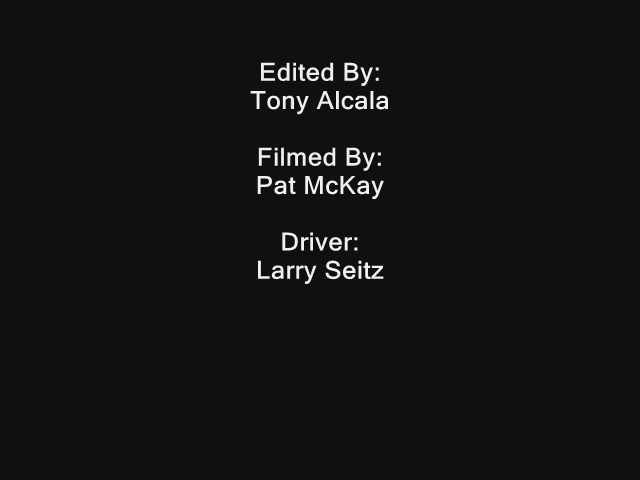 Edited By:
Tony Alcala
Filmed By:
Pat McKay
Driver:
Larry Seitz